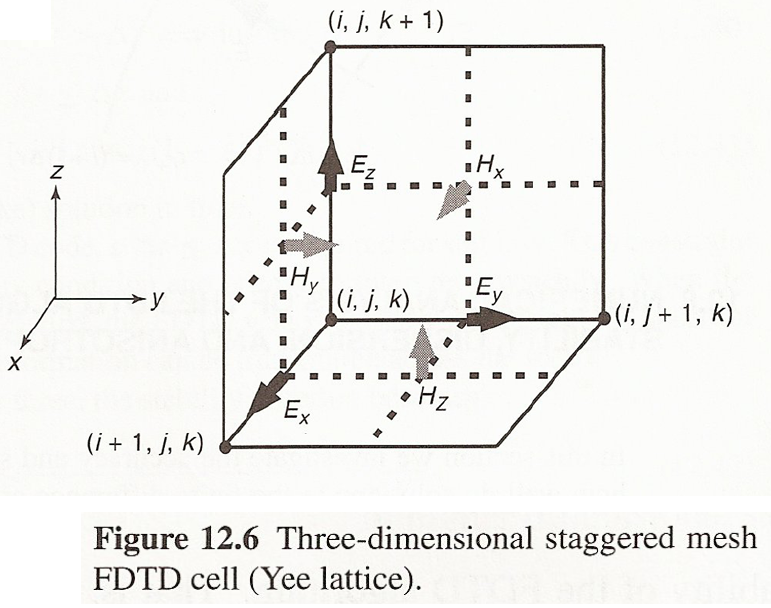 (i, j, k + 1)
z
E_z
H_x
H_y
(i, j, k)
E_y
y
(i, j + 1, k)
x
H_Z
E_x
(i + 1, j, k)
Figure 12.6 Three-dimensional staggered mesh
FDTD cell (Yee lattice).